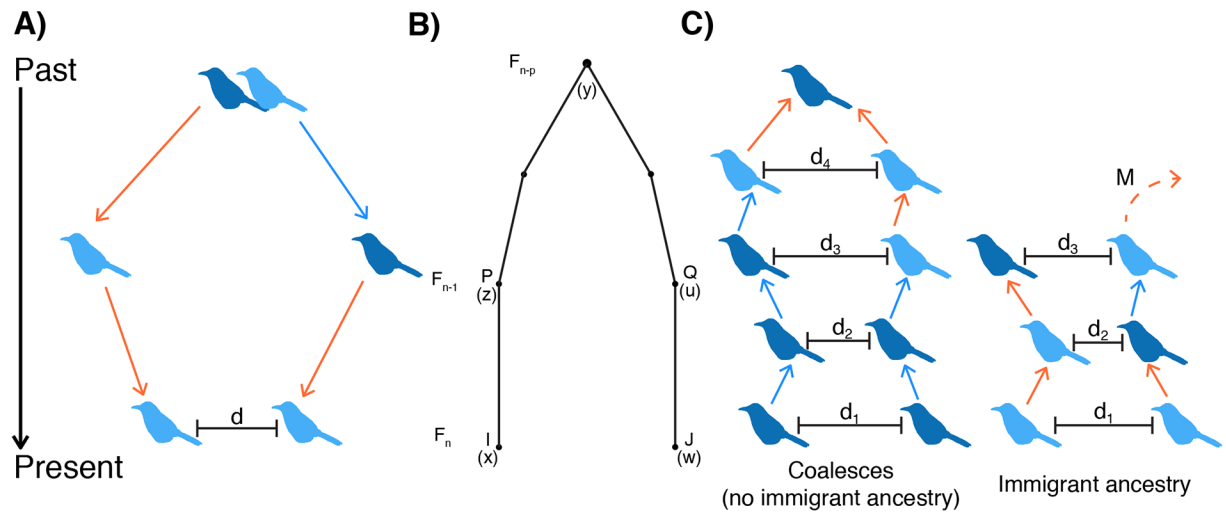 A)
Past
d
Present
B)
Fn-p
(y)
Fn-1
P
(z)
Q
(u)
Fn
I
(x)
J
(w)
C)
d4
d3
d2
d1
Coalesces
(no immigrant ancestry)
M
d3
d2
d1
Immigrant ancestry